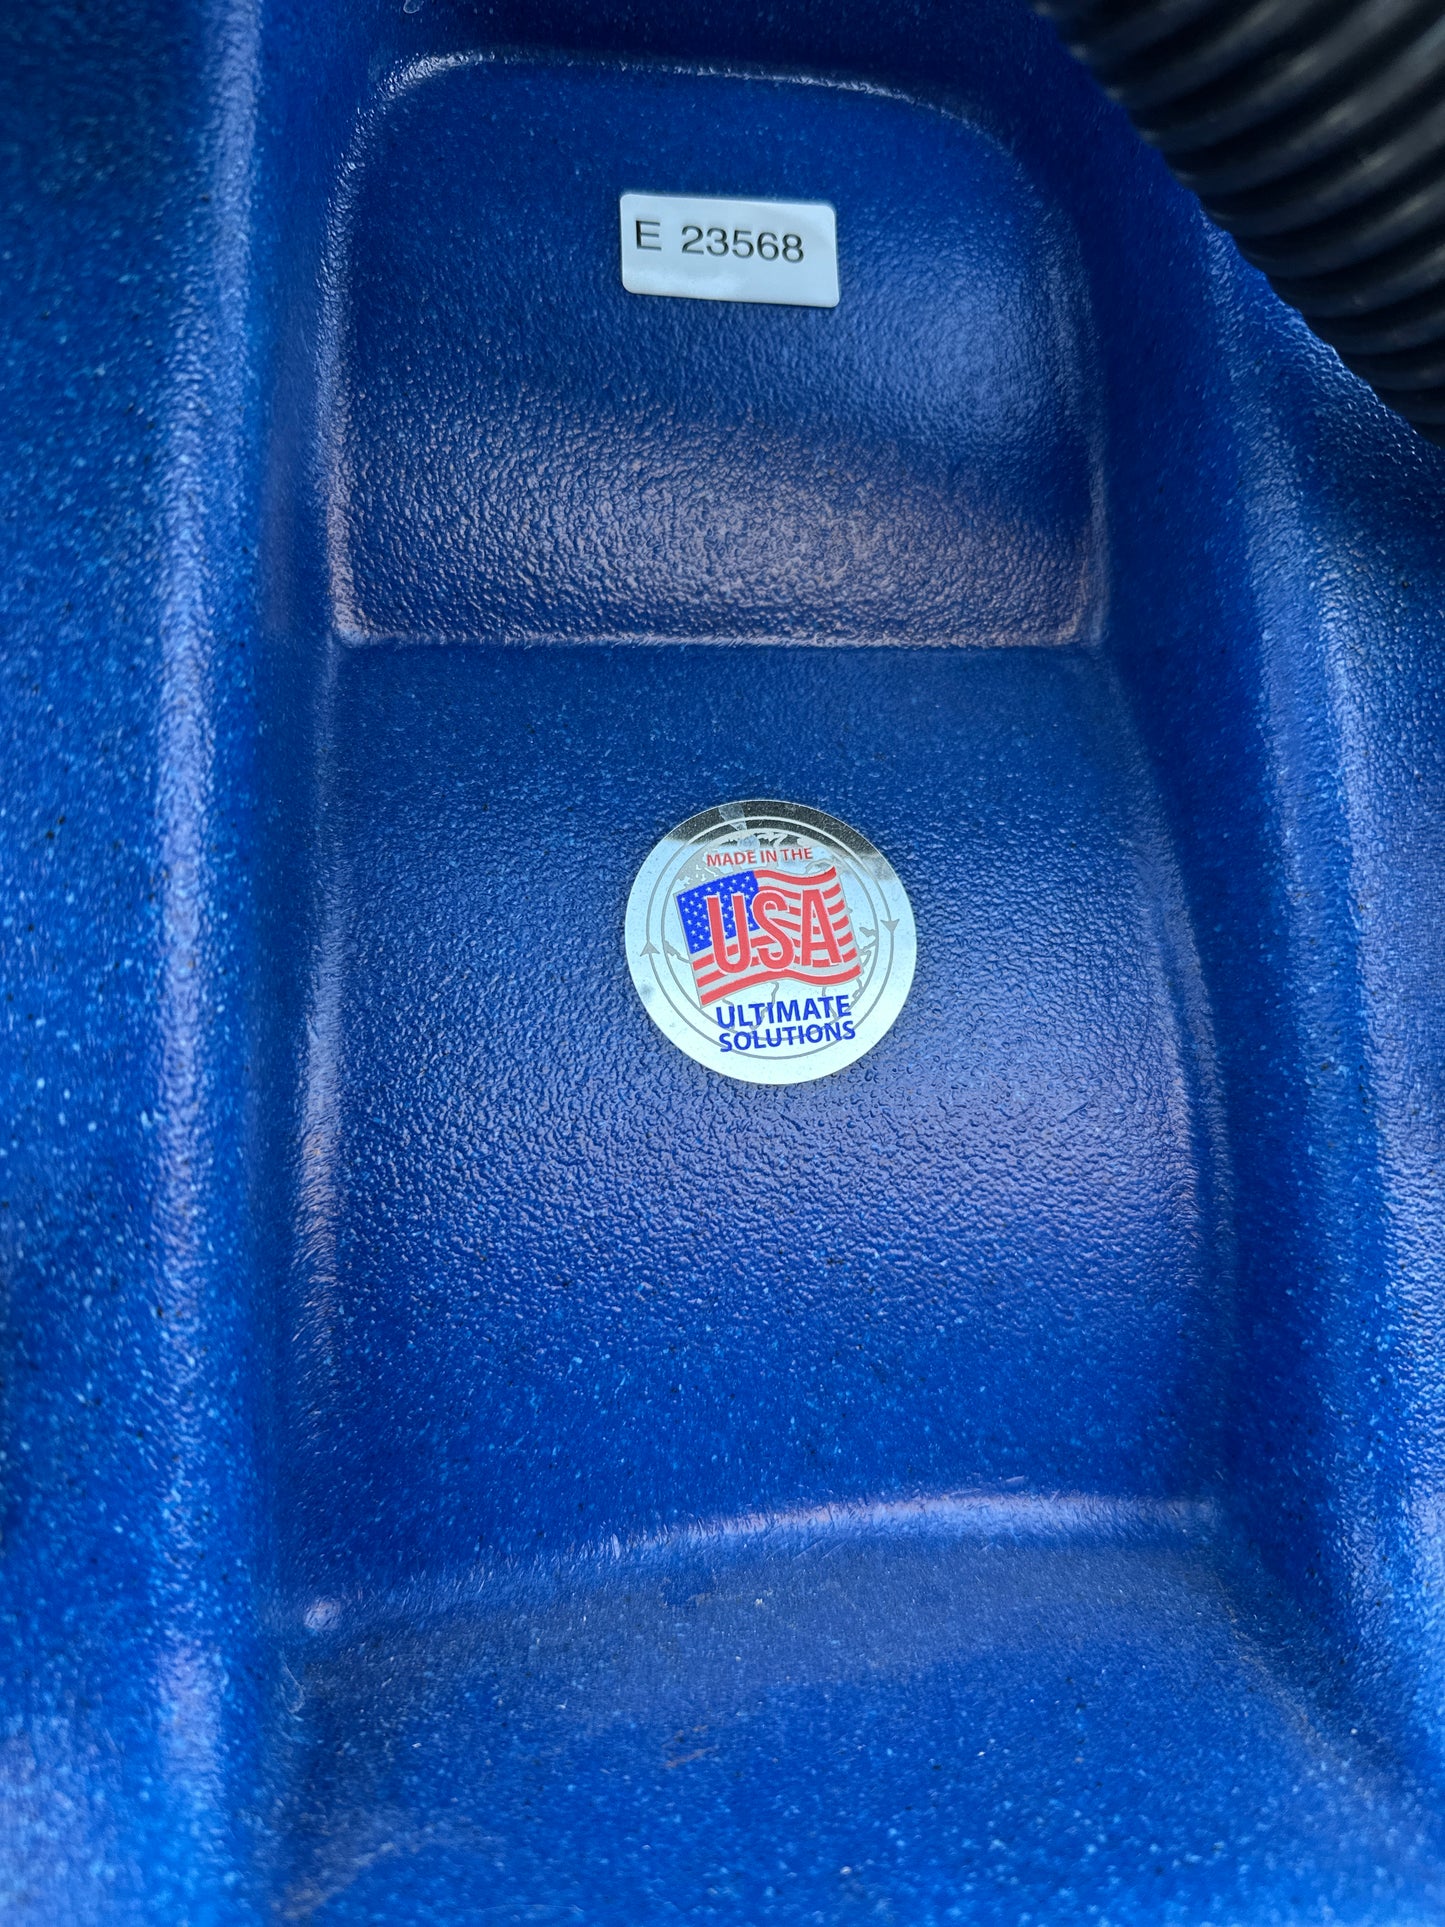 E 23568
MADE IN THE
USA
ULTIMATE
SOLUTIONS